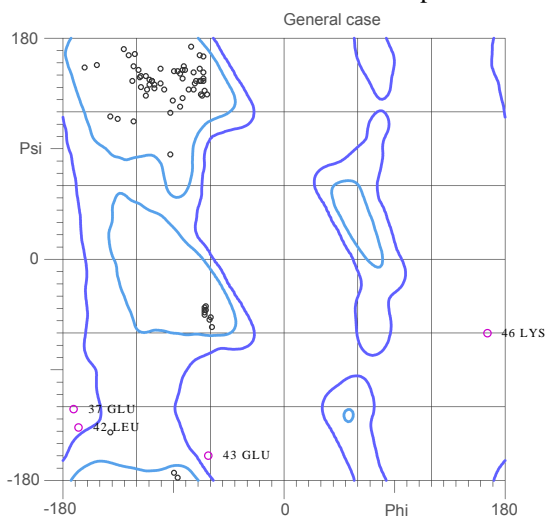 General case
180
Psi
0
46 LYS
37 GLU
42 LEU
43 GLU
-180
-180 0 Phi 180